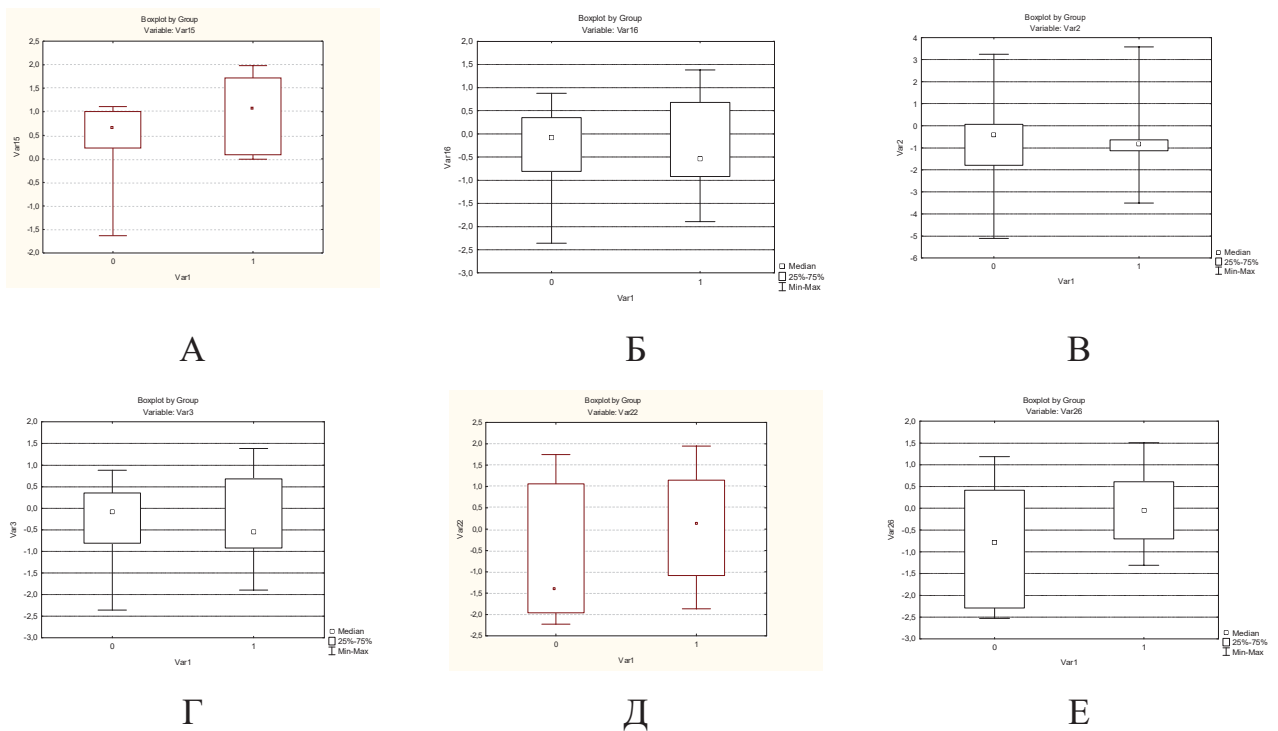 Boxplot by Group
Variable: Var15
2,5
2,0
1,5
1,0
0,5
0,0
-0,5
-1,0
-1,5
-2,0
Var15
0 1
Var1
А
Boxplot by Group
Variable: Var16
2,0
1,5
1,0
0,5
0,0
-0,5
-1,0
-1,5
-2,0
-2,5
-3,0
Var16
0 1
Var1
Median
25%-75%
Min-Max
Б
Boxplot by Group
Variable: Var2
4
3
2
1
0
-1
-2
-3
-4
-5
-6
Var2
0 1
Var1
Median
25%-75%
Min-Max
В
Boxplot by Group
Variable: Var3
2,0
1,5
1,0
0,5
0,0
-0,5
-1,0
-1,5
-2,0
-2,5
-3,0
Var3
0 1
Var1
Median
25%-75%
Min-Max
Г
Boxplot by Group
Variable: Var22
2,5
2,0
1,5
1,0
0,5
0,0
-0,5
-1,0
-1,5
-2,0
-2,5
Var22
0 1
Var1
Д
Boxplot by Group
Variable: Var26
2,0
1,5
1,0
0,5
0,0
-0,5
-1,0
-1,5
-2,0
-2,5
-3,0
Var26
0 1
Var1
Median
25%-75%
Min-Max
Е